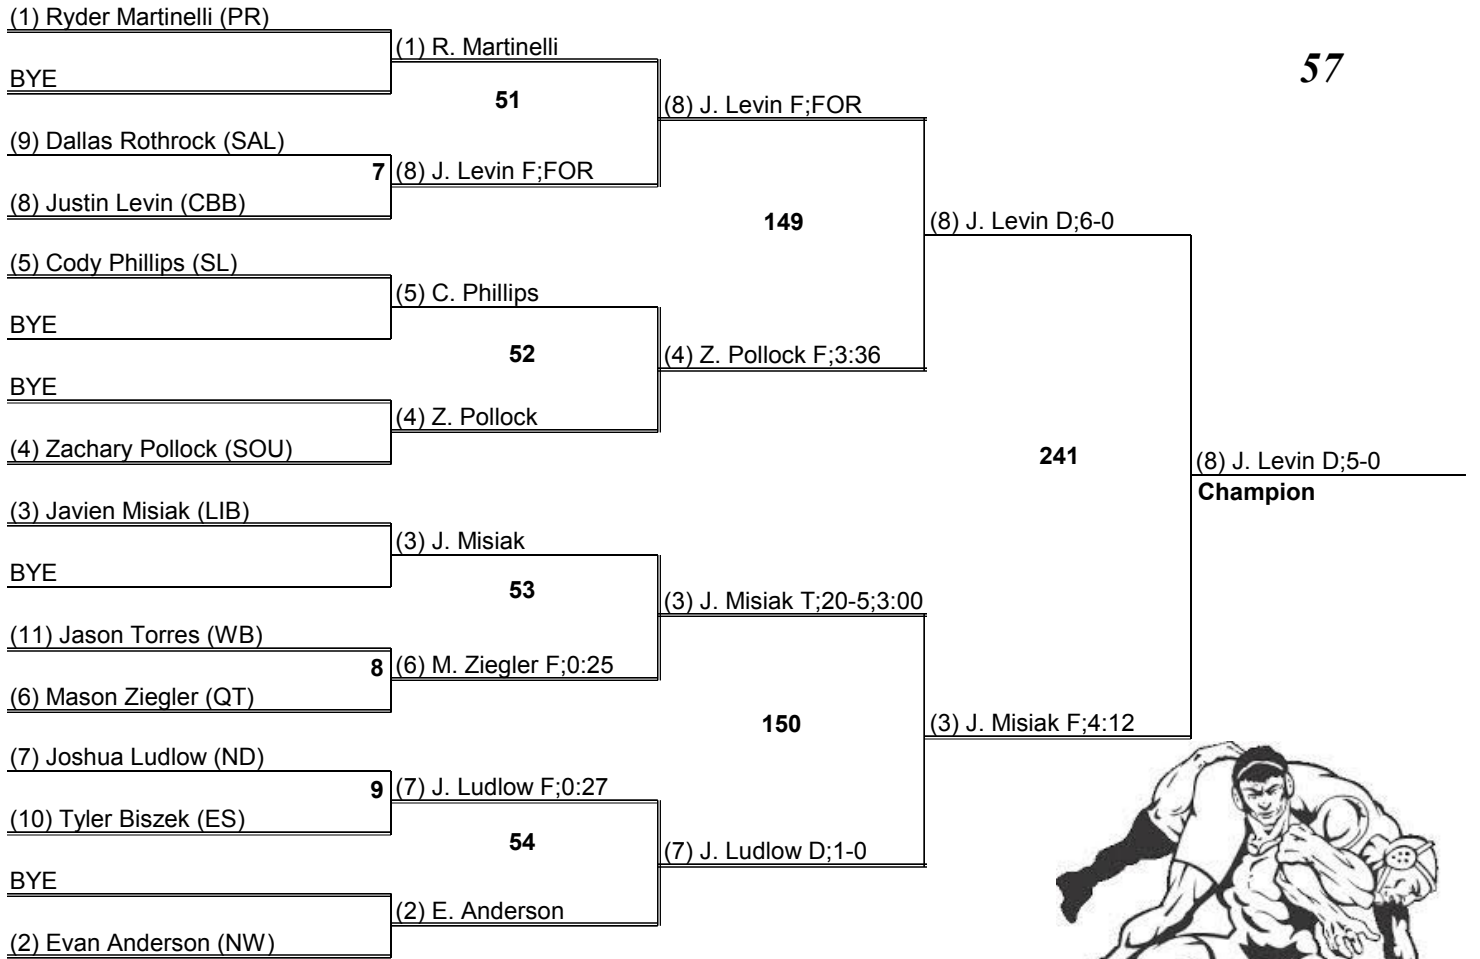 (1) Ryder Martinelli (PR)
(1) R. Martinelli
57
BYE
51
(8) J. Levin F;FOR
(9) Dallas Rothrock (SAL)
7
(8) J. Levin F;FOR
(8) Justin Levin (CBB)
149
(8) J. Levin D;6-0
(5) Cody Phillips (SL)
(5) C. Phillips
BYE
52
(4) Z. Pollock F;3:36
BYE
(4) Z. Pollock
(4) Zachary Pollock (SOU)
241
(8) J. Levin D;5-0
Champion
(3) Javien Misiak (LIB)
(3) J. Misiak
BYE
53
(3) J. Misiak T;20-5;3:00
(11) Jason Torres (WB)
8
(6) M. Ziegler F;0:25
(6) Mason Ziegler (QT)
150
(3) J. Misiak F;4:12
(7) Joshua Ludlow (ND)
9
(7) J. Ludlow F;0:27
(10) Tyler Biszek (ES)
54
(7) J. Ludlow D;1-0
BYE
(2) E. Anderson
(2) Evan Anderson (NW)